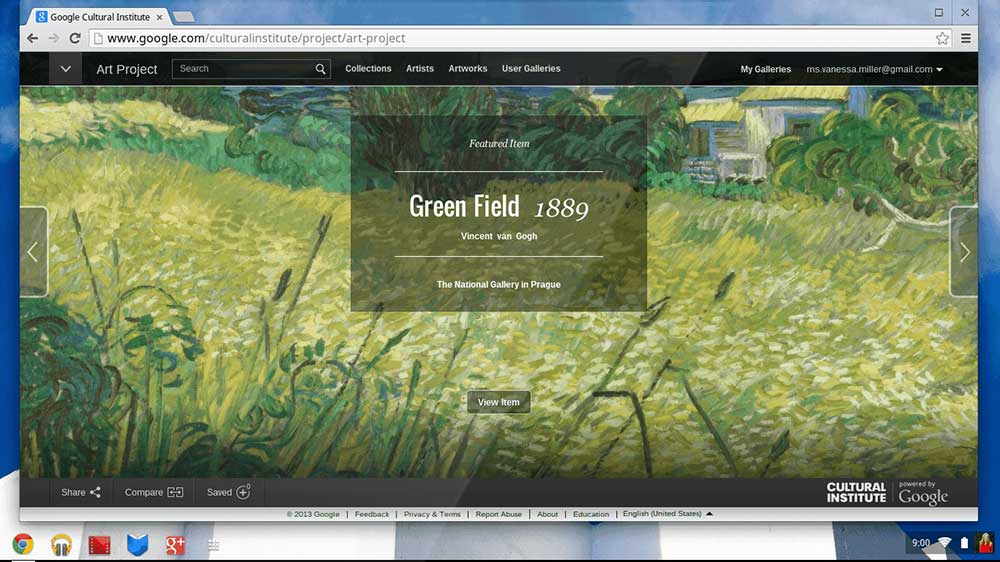 Google Cultural Institute
www.google.com/culturalinstitute/project/art-project
Art Project
Search
Collections Artists Artworks User Galleries
My Galleries ms.vanessa.miller@gmail.com
Featured Item
Green Field 1889
Vincent van Gogh
The National Gallery in Prague
View Item
Share Compare Saved 0
CULTURAL INSTITUTE
powered by Google
© 2013 Google | Feedback | Privacy & Terms | Report Abuse | About | Education | English (United States)
9:00